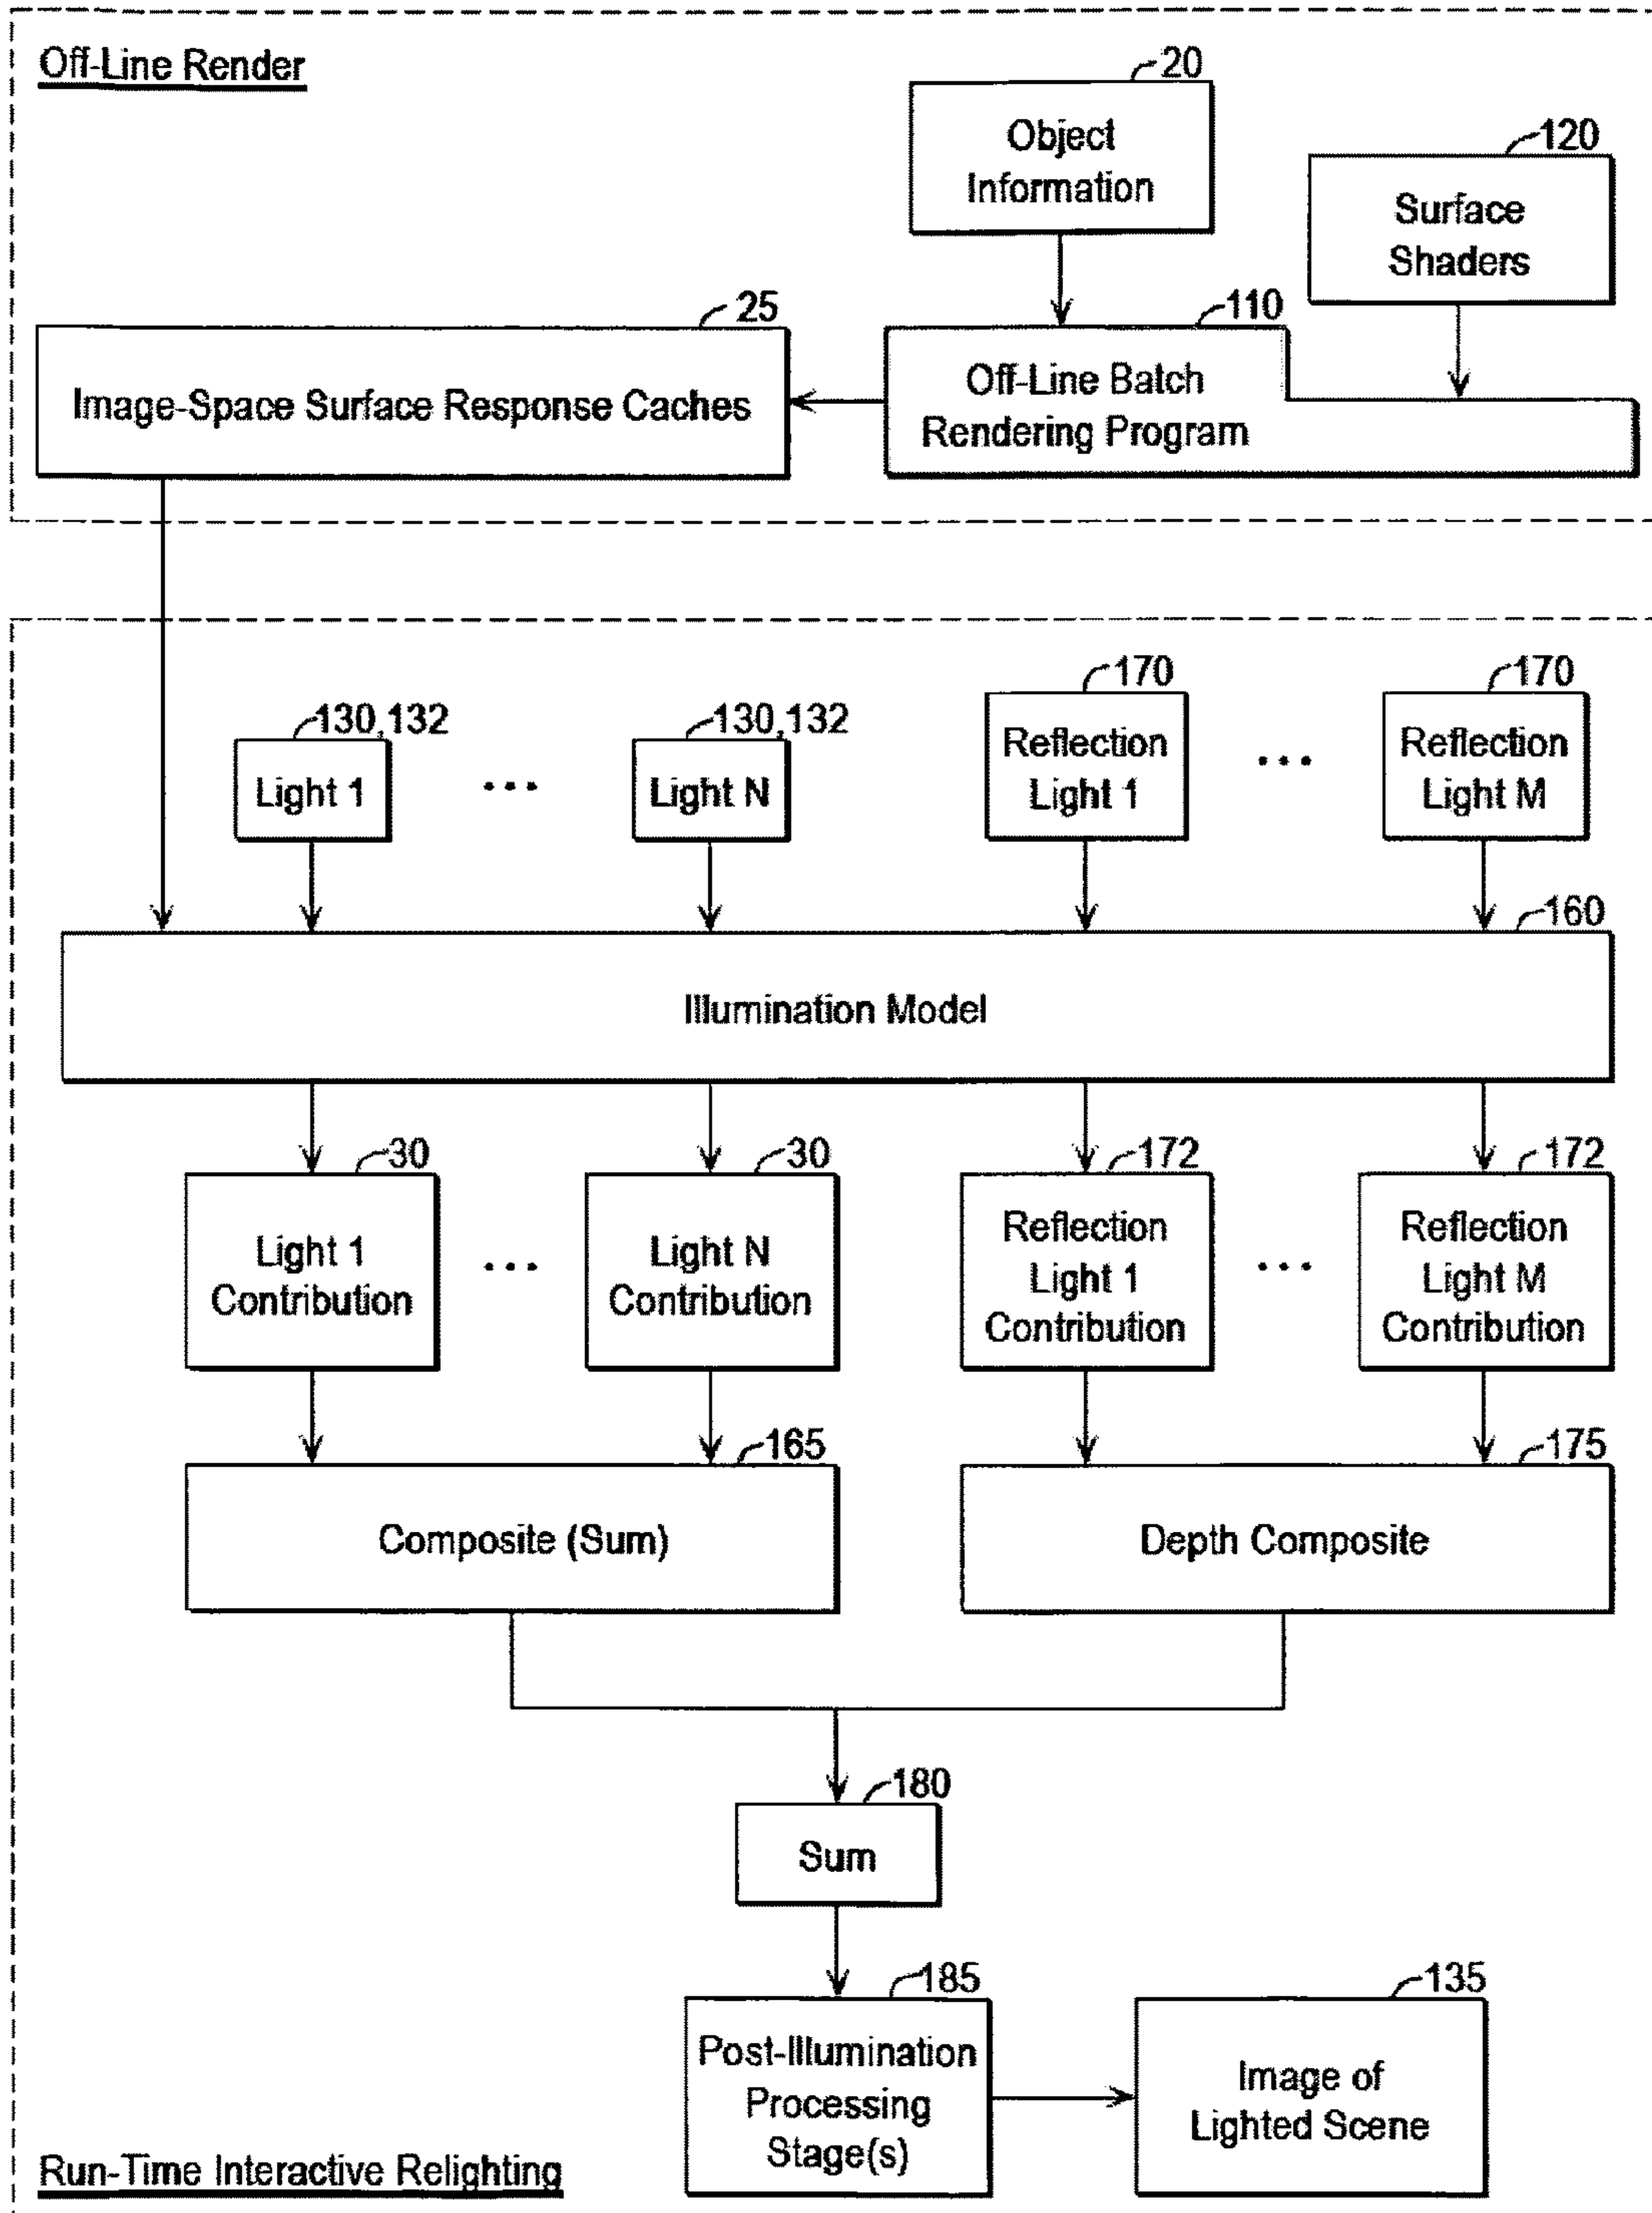 Off-Line Render
20
Object
Information
120
Surface
Shaders
25
Image-Space Surface Response Caches
110
Off-Line Batch
Rendering Program
130,132
Light 1
...
130,132
Light N
170
Reflection
Light 1
...
170
Reflection
Light M
160
Illumination Model
30
Light 1
Contribution
...
30
Light N
Contribution
172
Reflection
Light 1
Contribution
...
172
Reflection
Light M
Contribution
165
Composite (Sum)
175
Depth Composite
180
Sum
185
Post-Illumination
Processing
Stage(s)
135
Image of
Lighted Scene
Run-Time Interactive Relighting